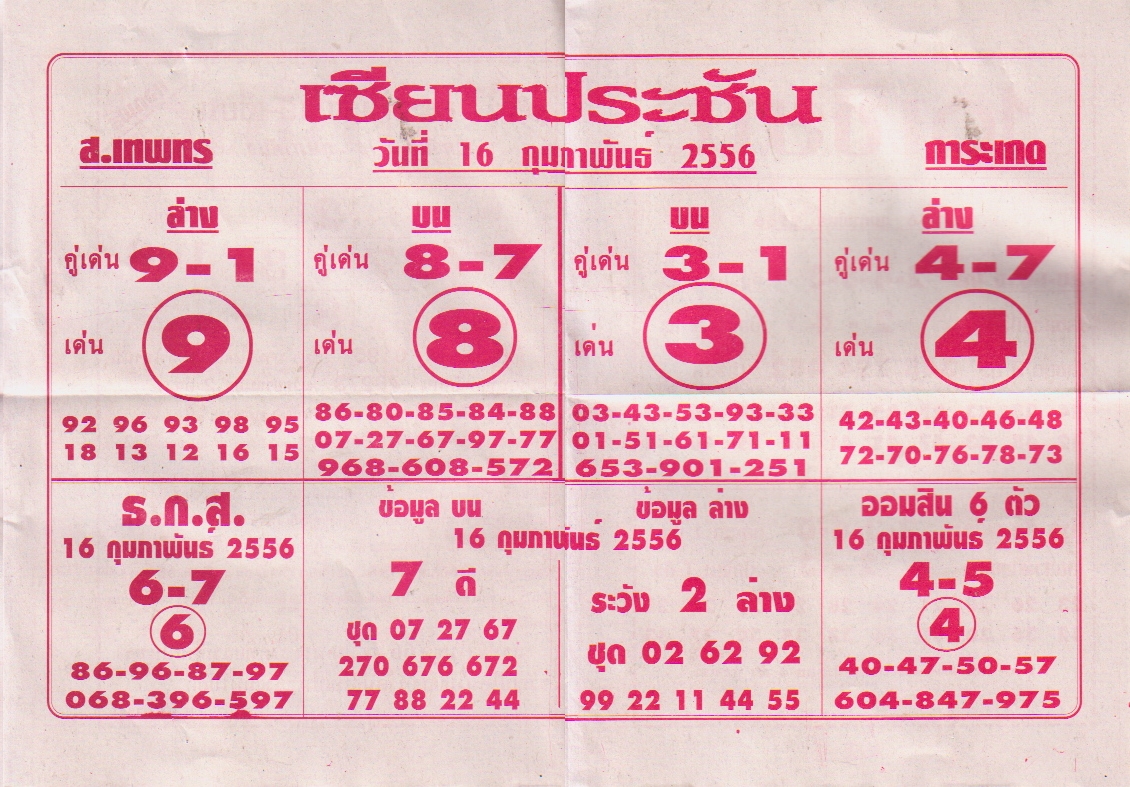 เซียนประชัน
ส.เทพทร
วันที่ 16 กุมภาพันธ์ 2556
การะเกด
ล่าง
คู่เด่น 9-1
เด่น 9
92 96 93 98 95
18 13 12 16 15
บน
คู่เด่น 8-7
เด่น 8
86-80-85-84-88
07-27-67-97-77
968-608-572
บน
คู่เด่น 3-1
เด่น 3
03-43-53-93-33
01-51-61-71-11
653-901-251
ล่าง
คู่เด่น 4-7
เด่น 4
42-43-40-46-48
72-70-76-78-73
ธ.ก.ส.
16 กุมภาพันธ์ 2556
6-7
6
86-96-87-97
068-396-597
ข้อมูล บน
ข้อมูล ล่าง
16 กุมภาพันธ์ 2556
7 ดี
ชุด 07 27 67
270 676 672
77 88 22 44
ระวัง 2 ล่าง
ชุด 02 62 92
99 22 11 44 55
ออมสิน 6 ตัว
16 กุมภาพันธ์ 2556
4-5
4
40-47-50-57
604-847-975